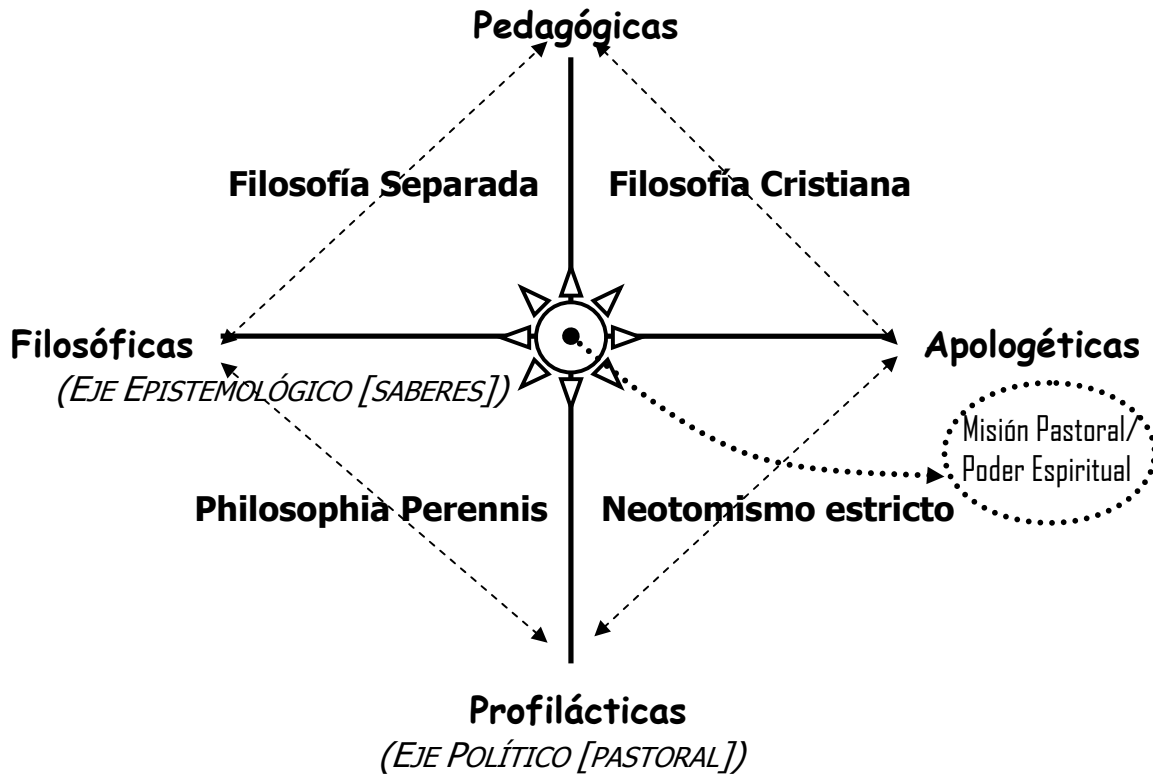 Pedagógicas
Filosofía Separada
Filosofía Cristiana
Filosóficas
Apologéticas
(EJE EPISTEMOLÓGICO [SABERES])
Misión Pastoral/
Poder Espiritual
Philosophia Perennis
Neotomismo estricto
Profilácticas
(EJE POLÍTICO [PASTORAL])